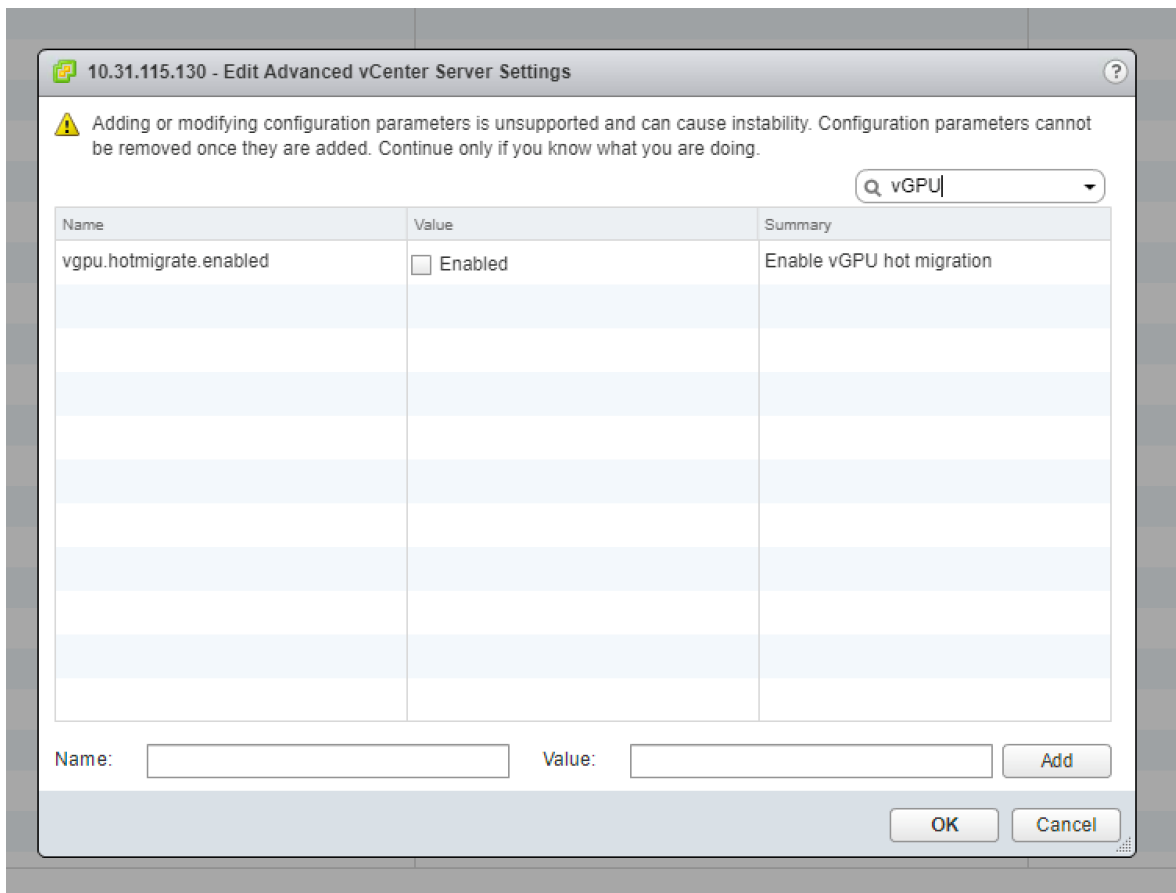 10.31.115.130 - Edit Advanced vCenter Server Settings
?
Adding or modifying configuration parameters is unsupported and can cause instability. Configuration parameters cannot
be removed once they are added. Continue only if you know what you are doing.
vGPU
Name Value Summary
vgpu.hotmigrate.enabled Enabled Enable vGPU hot migration
Name: Value: Add
OK Cancel